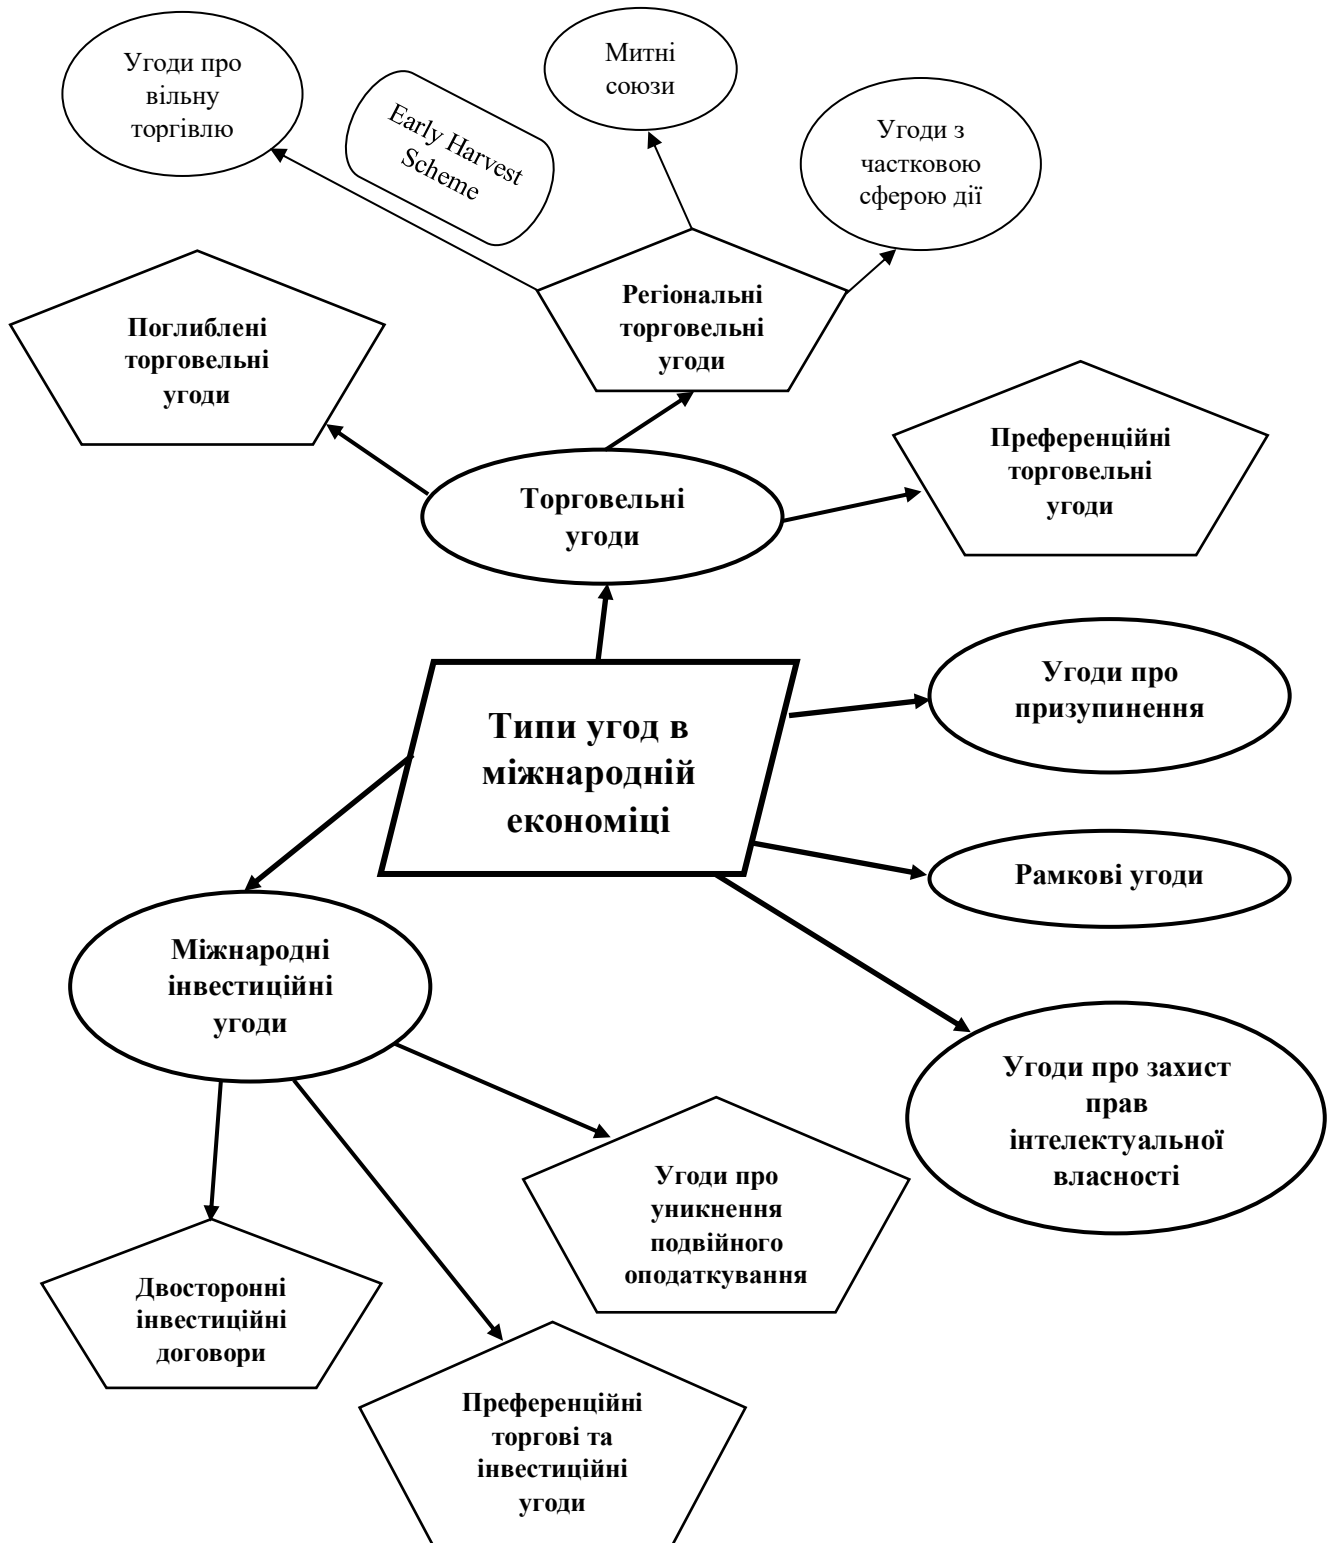 Угоди про
вільну
торгівлю
Early Harvest
Scheme
Митні
союзи
Угоди з
частковою
сферою дії
Поглиблені
торговельні
угоди
Регіональні
торговельні
угоди
Преференційні
торговельні
угоди
Торговельні
угоди
Угоди про
призупинення
Типи угод в
міжнародній
економіці
Рамкові угоди
Міжнародні
інвестиційні
угоди
Угоди про захист
прав
інтелектуальної
власності
Угоди про
уникнення
подвійного
оподаткування
Двосторонні
інвестиційні
договори
Преференційні
торгові та
інвестиційні
угоди